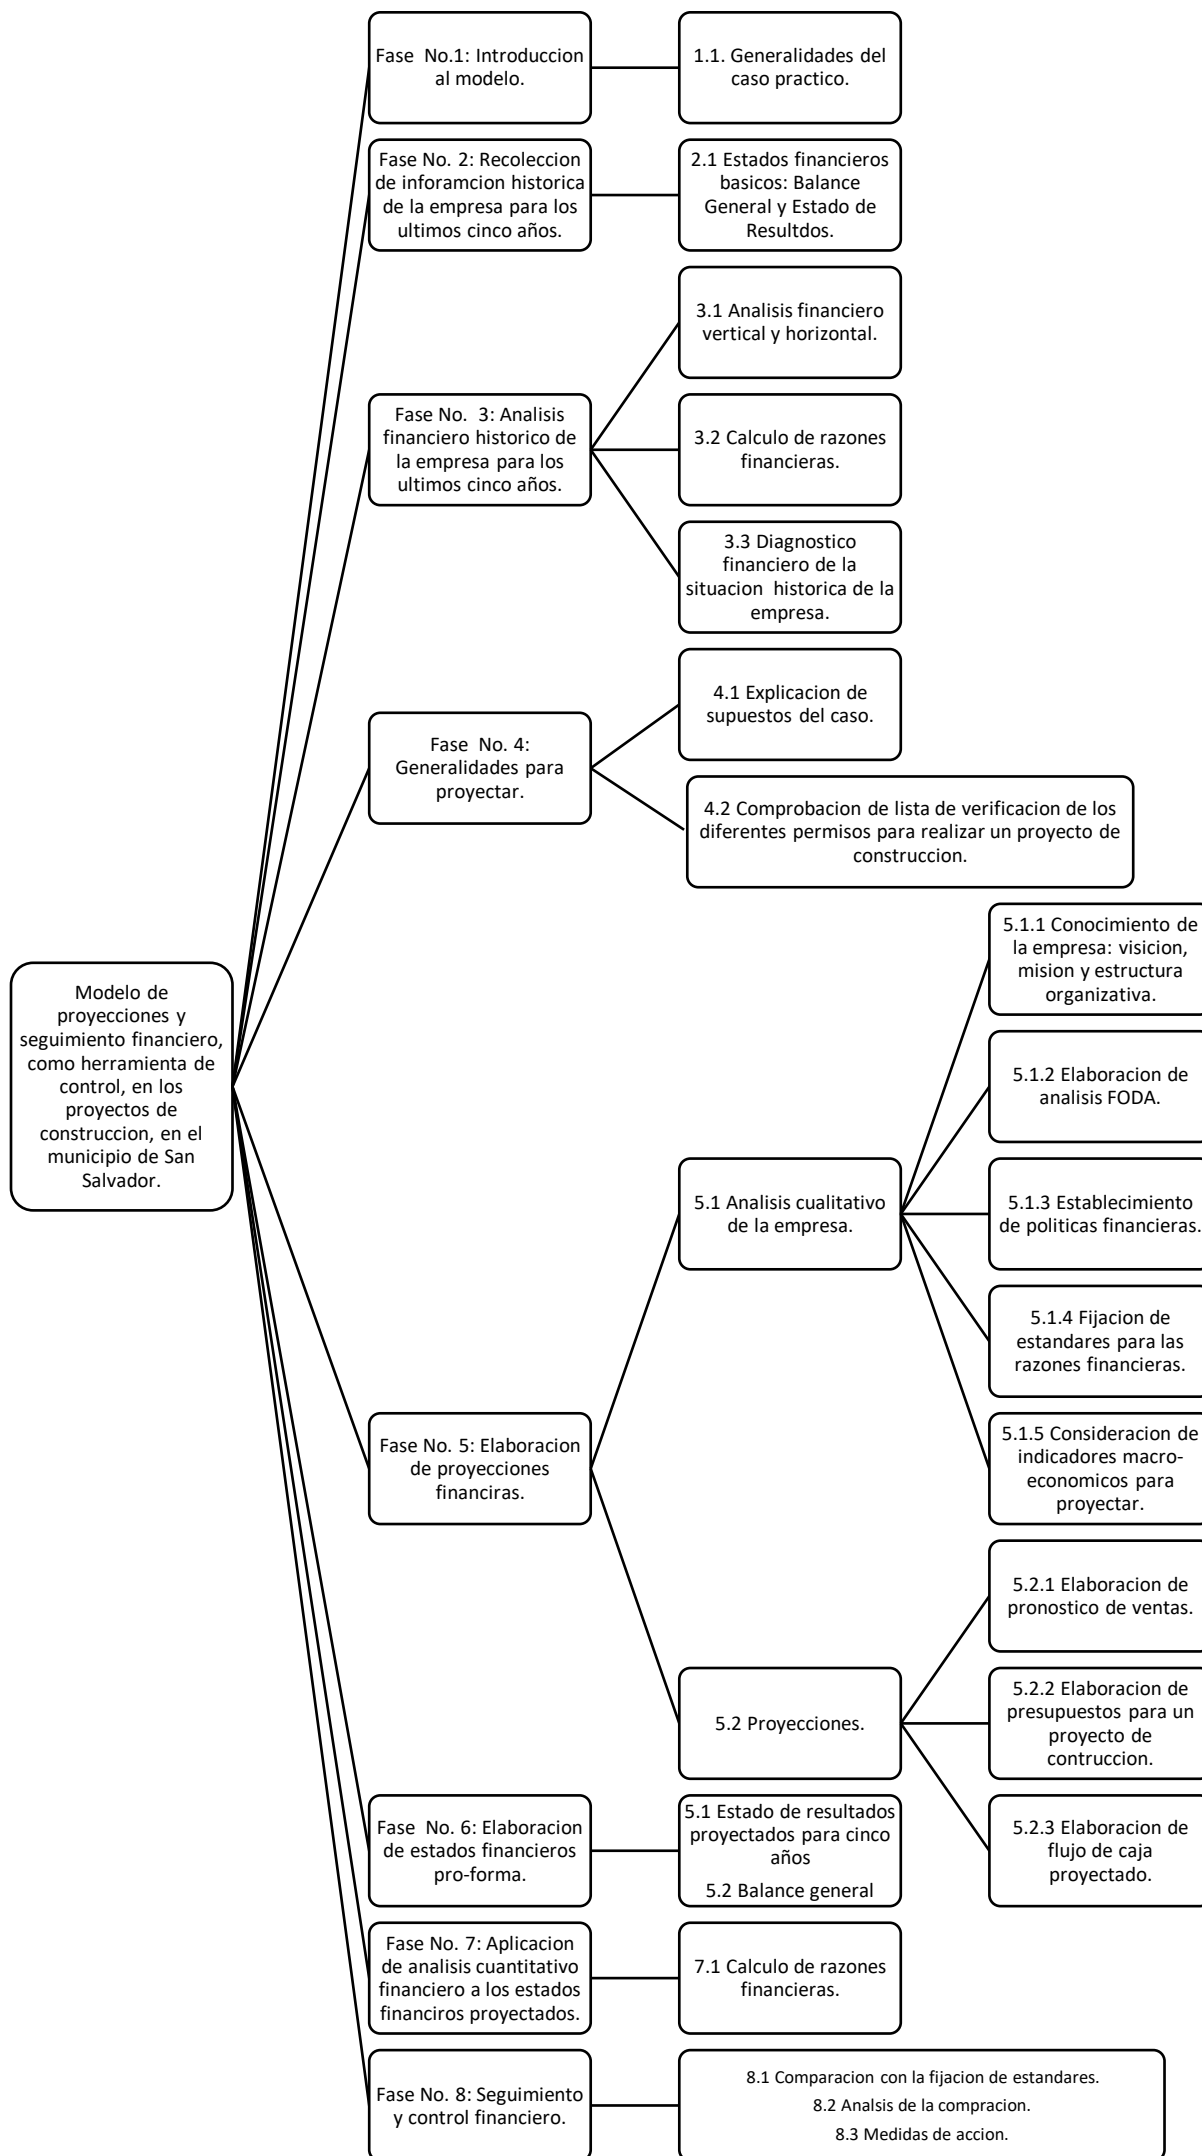 Modelo de
proyecciones y
seguimiento financiero,
como herramienta de
control, en los
proyectos de
construccion, en el
municipio de San
Salvador.
Fase No.1: Introduccion
al modelo.
1.1. Generalidades del
caso practico.
Fase No. 2: Recoleccion
de inforamcion historica
de la empresa para los
ultimos cinco años.
2.1 Estados financieros
basicos: Balance
General y Estado de
Resultdos.
Fase No. 3: Analisis
financiero historico de
la empresa para los
ultimos cinco años.
3.1 Analisis financiero
vertical y horizontal.
3.2 Calculo de razones
financieras.
3.3 Diagnostico
financiero de la
situacion historica de la
empresa.
Fase No. 4:
Generalidades para
proyectar.
4.1 Explicacion de
supuestos del caso.
4.2 Comprobacion de lista de verificacion de los
diferentes permisos para realizar un proyecto de
construccion.
Fase No. 5: Elaboracion
de proyecciones
financiras.
5.1 Analisis cualitativo
de la empresa.
5.1.1 Conocimiento de
la empresa: visicion,
mision y estructura
organizativa.
5.1.2 Elaboracion de
analisis FODA.
5.1.3 Establecimiento
de politicas financieras.
5.1.4 Fijacion de
estandares para las
razones financieras.
5.1.5 Consideracion de
indicadores macro-
economicos para
proyectar.
5.2 Proyecciones.
5.2.1 Elaboracion de
pronostico de ventas.
5.2.2 Elaboracion de
presupuestos para un
proyecto de
contruccion.
5.2.3 Elaboracion de
flujo de caja
proyectado.
Fase No. 6: Elaboracion
de estados financieros
pro-forma.
5.1 Estado de resultados
proyectados para cinco
años
5.2 Balance general
Fase No. 7: Aplicacion
de analisis cuantitativo
financiero a los estados
financiros proyectados.
7.1 Calculo de razones
financieras.
Fase No. 8: Seguimiento
y control financiero.
8.1 Comparacion con la fijacion de estandares.
8.2 Analsis de la compracion.
8.3 Medidas de accion.